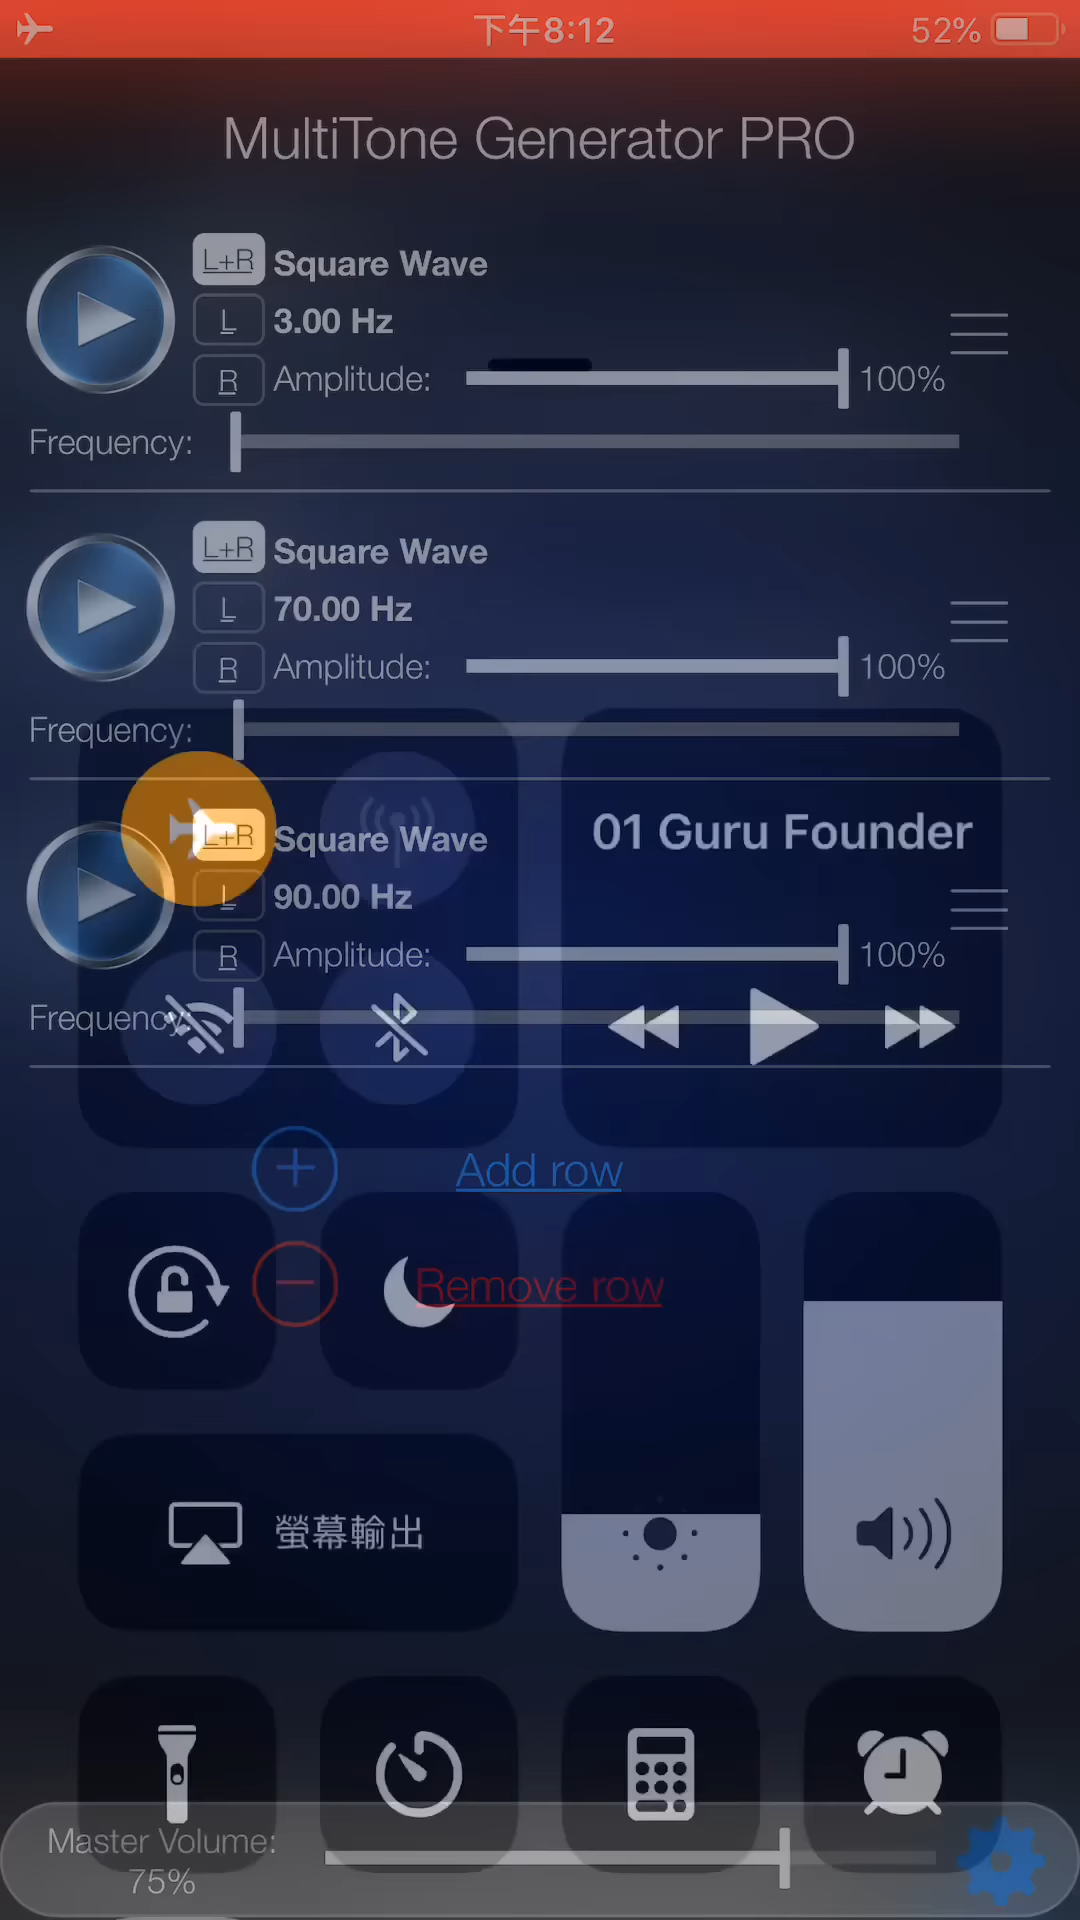 下午8:12
52%
MultiTone Generator PRO
L+R Square Wave
L 3.00 Hz
R Amplitude: 100%
Frequency:
L+R Square Wave
L 70.00 Hz
R Amplitude: 100%
Frequency:
L+R Square Wave
01 Guru Founder
L 90.00 Hz
R Amplitude: 100%
Frequency:
Add row
Remove row
螢幕輸出
Master Volume:
75%